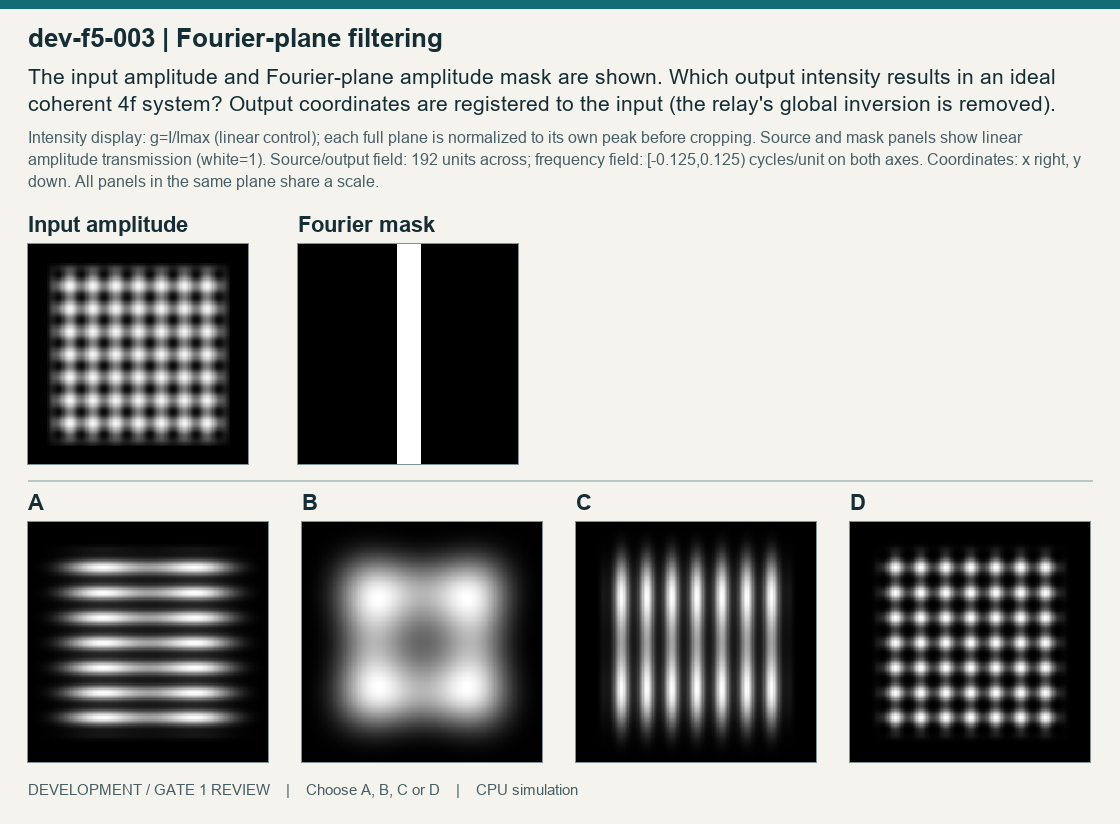 dev-f5-003 | Fourier-plane filtering
The input amplitude and Fourier-plane amplitude mask are shown. Which output intensity results in an ideal
coherent 4f system? Output coordinates are registered to the input (the relay's global inversion is removed).
Intensity display: g=I/Imax (linear control); each full plane is normalized to its own peak before cropping. Source and mask panels show linear
amplitude transmission (white=1). Source/output field: 192 units across; frequency field: [-0.125,0.125) cycles/unit on both axes. Coordinates: x right, y
down. All panels in the same plane share a scale.
Input amplitude Fourier mask
A B C D
DEVELOPMENT / GATE 1 REVIEW | Choose A, B, C or D | CPU simulation